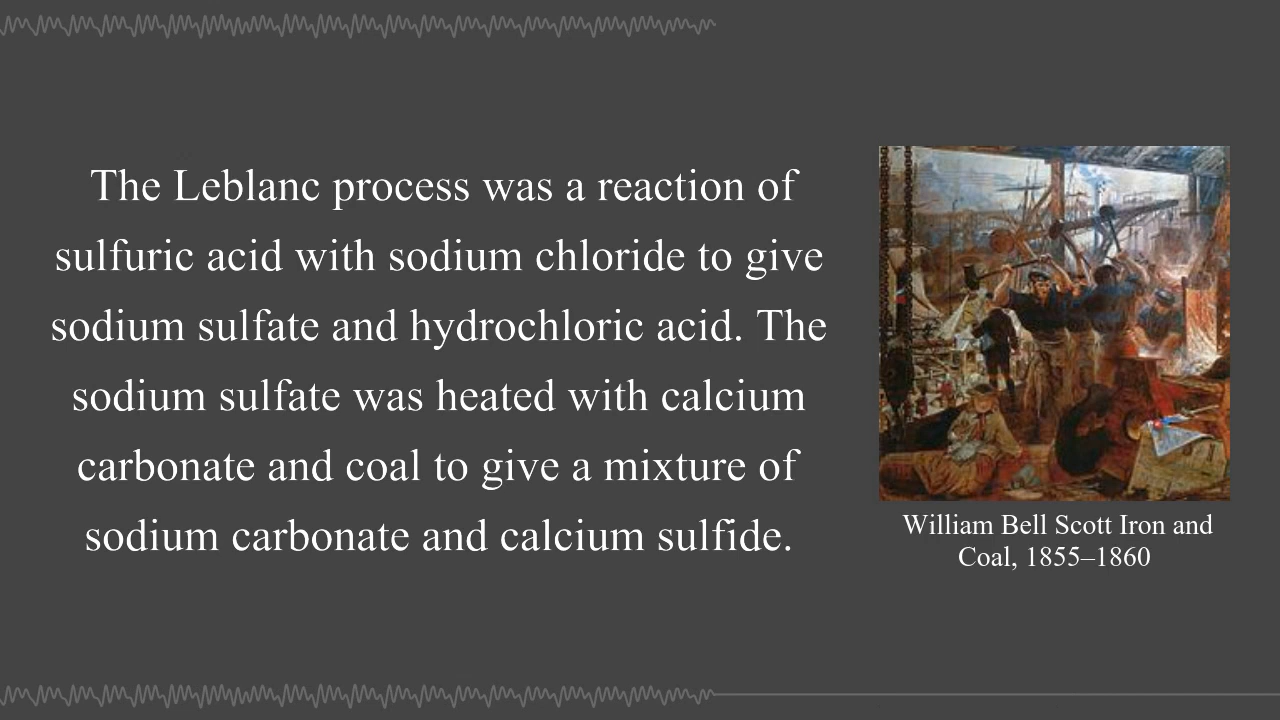 The Leblanc process was a reaction of
sulfuric acid with sodium chloride to give
sodium sulfate and hydrochloric acid. The
sodium sulfate was heated with calcium
carbonate and coal to give a mixture of
sodium carbonate and calcium sulfide.
William Bell Scott Iron and
Coal, 1855–1860